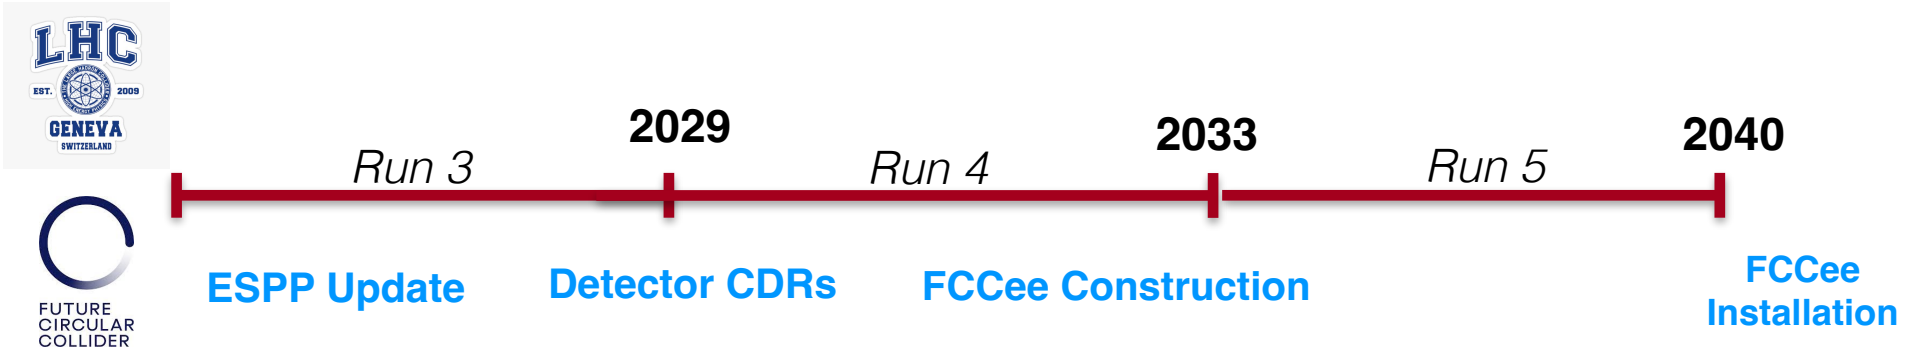 LHC
EST. 2009
GENEVA
SWITZERLAND
2029
2033
2040
Run 3
Run 4
Run 5
ESPP Update
Detector CDRs
FCCee Construction
FCCee
Installation
FUTURE
CIRCULAR
COLLIDER